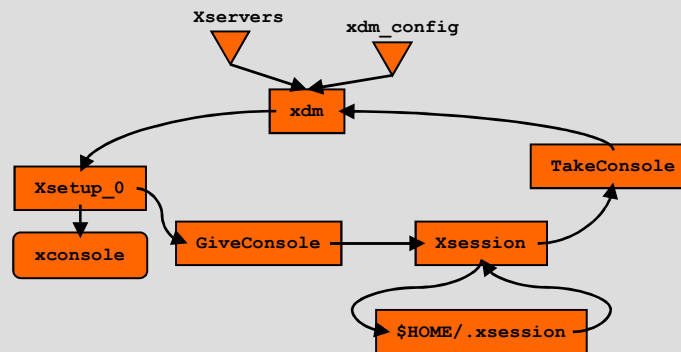 Xservers
xdm_config
xdm
TakeConsole
Xsetup_0
GiveConsole
Xsession
xconsole
$HOME/.xsession